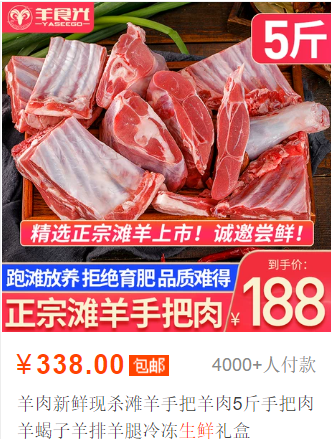 羊食兴
YASEEGO
5斤
精选正宗滩羊上市！诚邀尝鲜！
跑滩放养 拒绝育肥 品质难得
正宗滩羊手把肉
到手价：
￥188
￥338.00 包邮 4000+人付款
羊肉新鲜现杀滩羊手把羊肉5斤手把肉
羊蝎子羊排羊腿冷冻生鲜礼盒